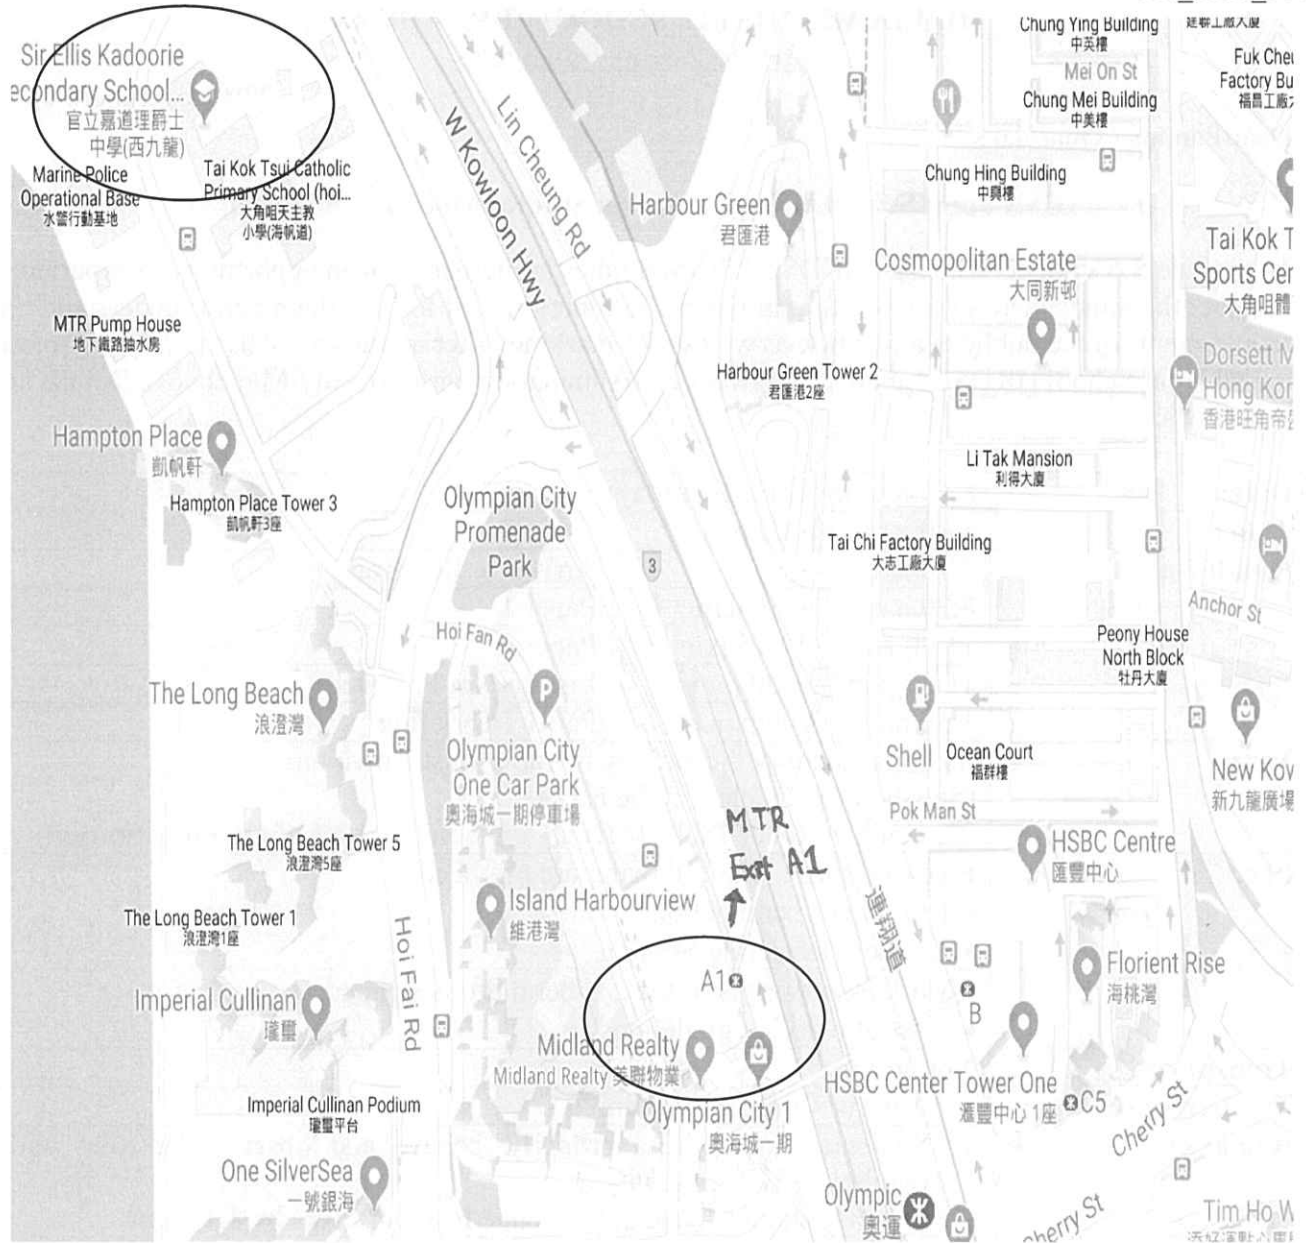 Chung Ying Building
中英樓
建聯工廠大廈
Mei On St
Chung Mei Building
中美樓
Fuk
Factory
福昌工廠
Sir Ellis Kadoorie
econdary School...
官立嘉道理爵士
中學(西九龍)
Marine Police
Operational Base
水警行動基地
Tai Kok Tsui Catholic
Primary School (hoi...
大角咀天主教
小學(海帆道)
W Kowloon Hwy
Lin Cheung Rd
Harbour Green
君匯港
Chung Hing Building
中興樓
Cosmopolitan Estate
大同新邨
Tai Kok T
Sports Cer
大角咀體
MTR Pump House
地下鐵路抽水房
Harbour Green Tower 2
君匯港2座
Dorsett M
Hong Kor
香港旺角帝
Hampton Place
凱帆軒
Hampton Place Tower 3
凱帆軒3座
Li Tak Mansion
利得大廈
Olympian City
Promenade
Park
3
Tai Chi Factory Building
大志工廠大廈
Anchor St
Hoi Fan Rd
Peony House
North Block
牡丹大廈
The Long Beach
浪澄灣
P
Olympian City
One Car Park
奧海城一期停車場
Shell
Ocean Court
福群樓
New Kov
新九龍廣場
Pok Man St
MTR
Exit A1
The Long Beach Tower 5
浪澄灣5座
HSBC Centre
匯豐中心
Island Harbourview
維港灣
The Long Beach Tower 1
浪澄灣1座
Hoi Fai Rd
連翔道
A1
B
Florient Rise
海桃灣
Imperial Cullinan
瓏璽
Midland Realty
Midland Realty 美聯物業
Olympian City 1
奧海城一期
HSBC Center Tower One
滙豐中心 1座
C5
Cherry St
Imperial Cullinan Podium
瓏璽平台
One SilverSea
一號銀海
Olympic
奧運
Cherry St
Tim Ho W